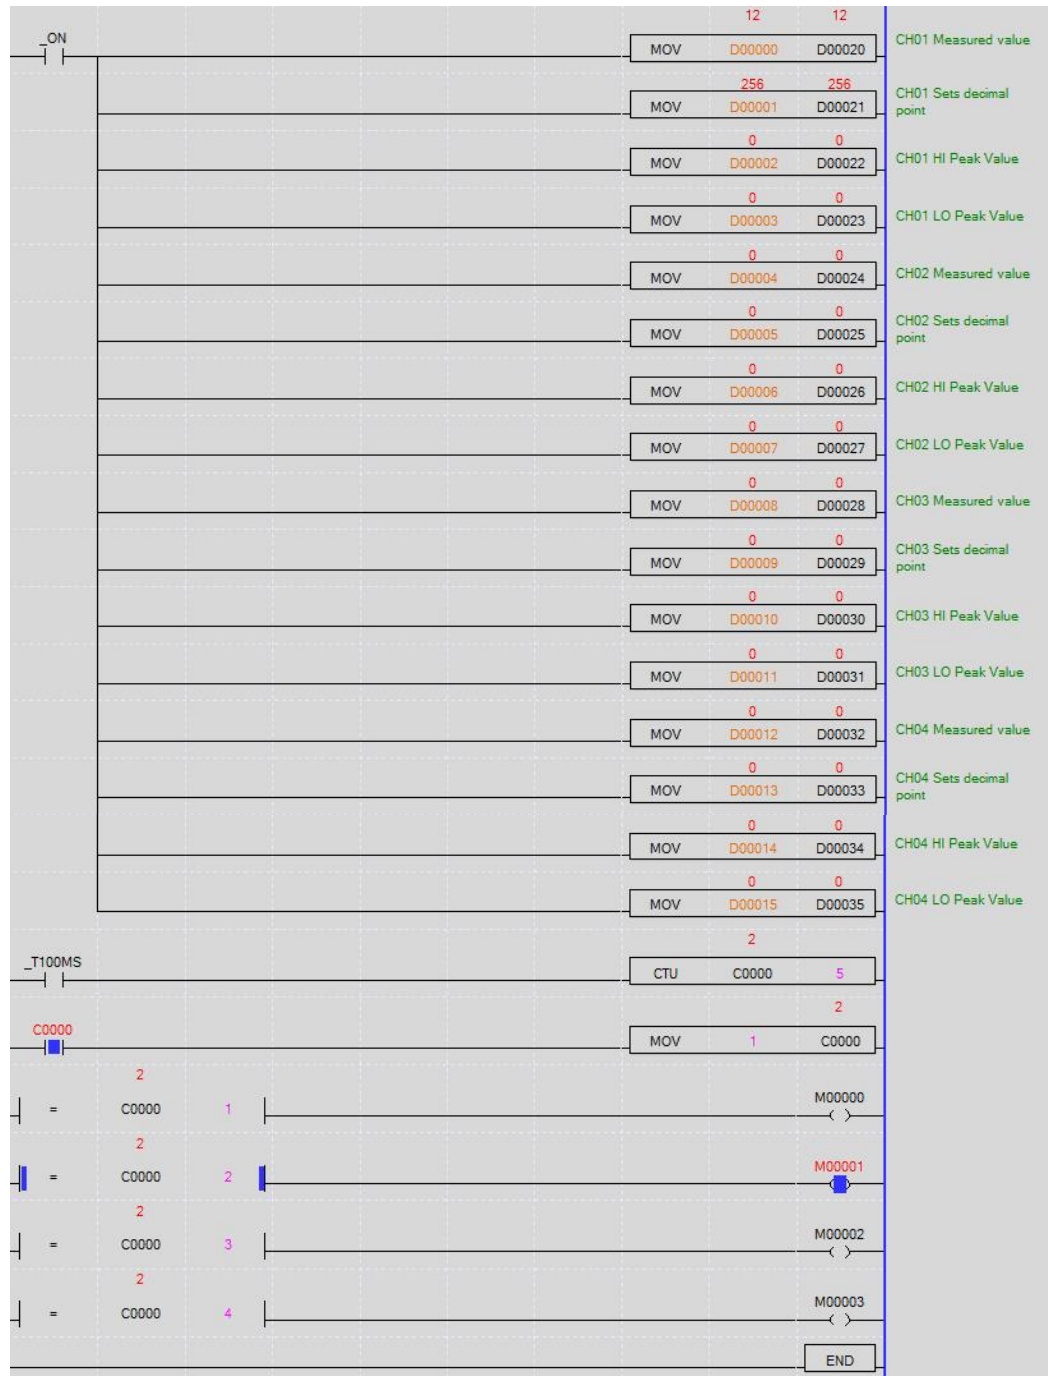 12 12
_ON
MOV D00000 D00020 CH01 Measured value
256 256
MOV D00001 D00021 CH01 Sets decimal
point
0 0
MOV D00002 D00022 CH01 HI Peak Value
0 0
MOV D00003 D00023 CH01 LO Peak Value
0 0
MOV D00004 D00024 CH02 Measured value
0 0
MOV D00005 D00025 CH02 Sets decimal
point
0 0
MOV D00006 D00026 CH02 HI Peak Value
0 0
MOV D00007 D00027 CH02 LO Peak Value
0 0
MOV D00008 D00028 CH03 Measured value
0 0
MOV D00009 D00029 CH03 Sets decimal
point
0 0
MOV D00010 D00030 CH03 HI Peak Value
0 0
MOV D00011 D00031 CH03 LO Peak Value
0 0
MOV D00012 D00032 CH04 Measured value
0 0
MOV D00013 D00033 CH04 Sets decimal
point
0 0
MOV D00014 D00034 CH04 HI Peak Value
0 0
MOV D00015 D00035 CH04 LO Peak Value
2
_T100MS
CTU C0000 5
2
C0000
MOV 1 C0000
2
M00000
= C0000 1
2
M00001
= C0000 2
2
M00002
= C0000 3
2
M00003
= C0000 4
END